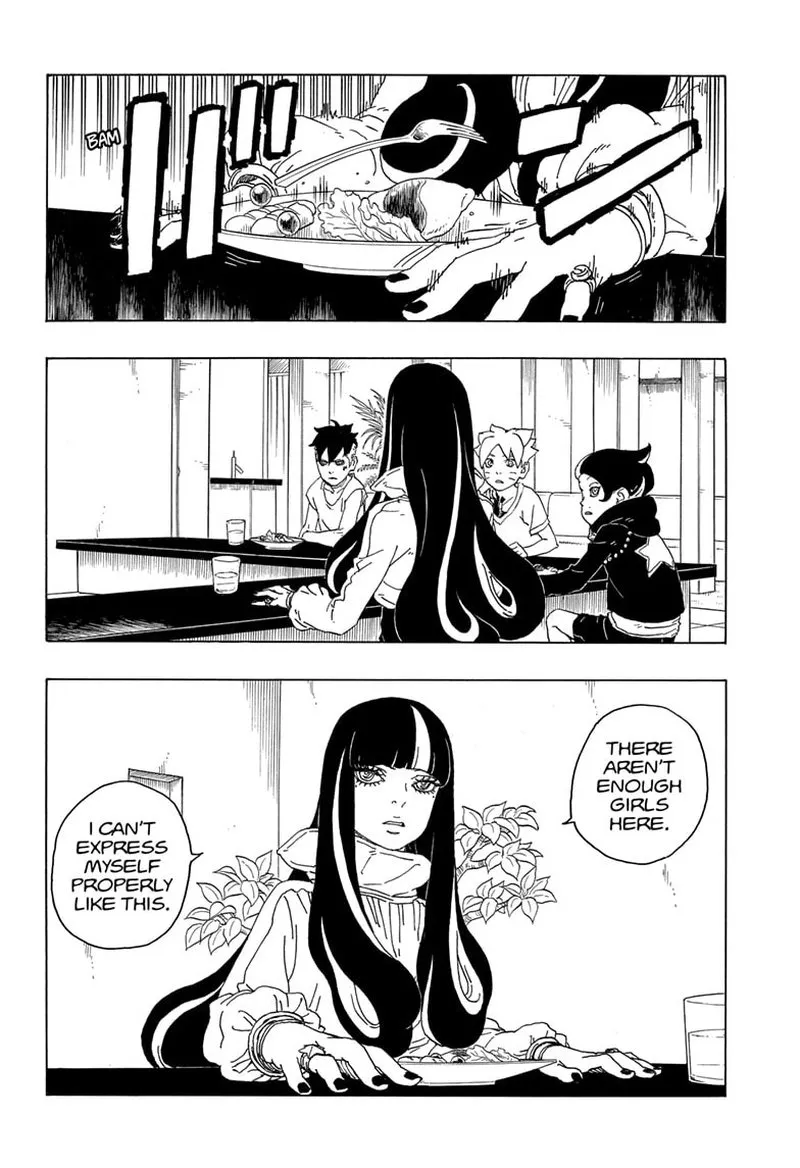 BAM
THERE
AREN'T
ENOUGH
GIRLS
HERE.
I CAN'T
EXPRESS
MYSELF
PROPERLY
LIKE THIS.